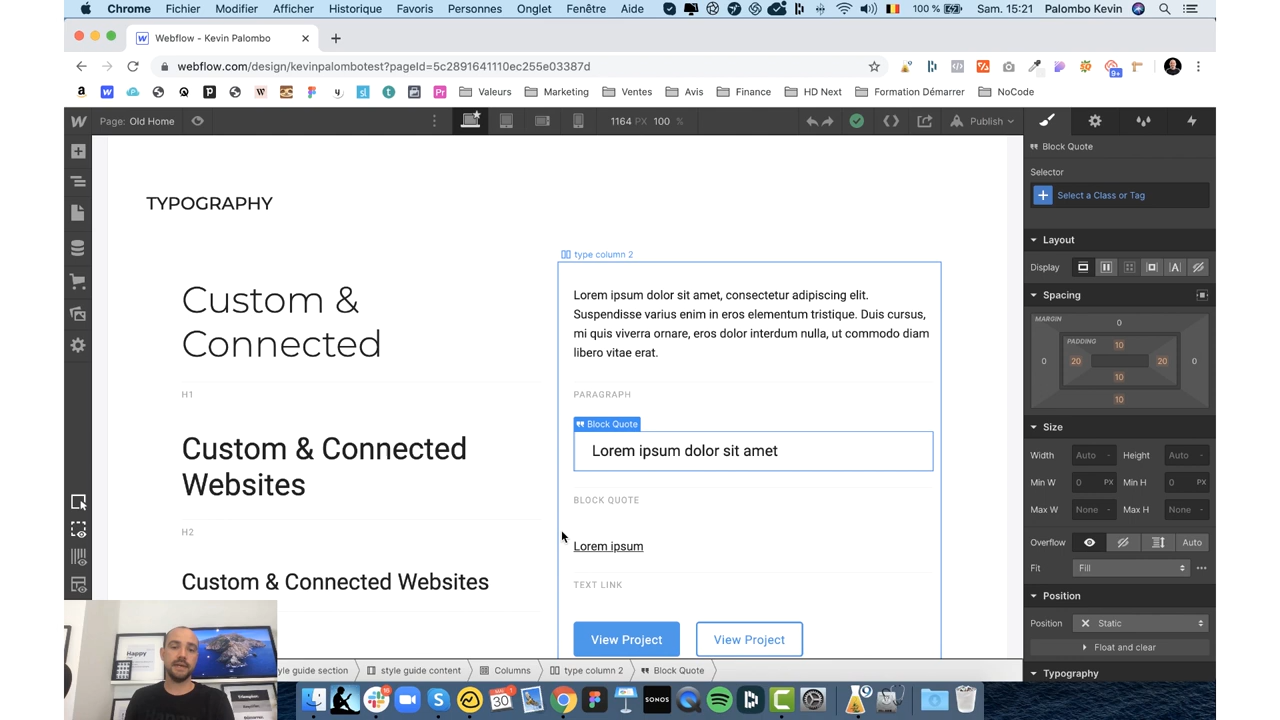 Chrome Fichier Modifier Afficher Historique Favoris Personnes Onglet Fenêtre Aide 100 % Sam. 15:21 Palombo Kevin
Webflow - Kevin Palombo
webflow.com/design/kevinpalombotest?pageId=5c2891641110ec255e03387d
9+
Valeurs Marketing Ventes Avis Finance HD Next Formation Démarrer NoCode
Page: Old Home 1164 PX 100 % Publish
Block Quote
Selector
Select a Class or Tag
TYPOGRAPHY
Layout
type column 2
Display
Custom &
Connected
Lorem ipsum dolor sit amet, consectetur adipiscing elit.
Suspendisse varius enim in eros elementum tristique. Duis cursus,
mi quis viverra ornare, eros dolor interdum nulla, ut commodo diam
libero vitae erat.
Spacing
MARGIN
0
PADDING
10
0 20 20 0
10
10
H1
PARAGRAPH
Block Quote
Size
Custom & Connected
Websites
Lorem ipsum dolor sit amet
Width Auto - Height Auto -
Min W 0 PX Min H 0 PX
BLOCK QUOTE
Max W None - Max H None -
H2
Lorem ipsum
Overflow Auto
Fit Fill
Custom & Connected Websites
TEXT LINK
Position
Position Static
View Project View Project
Float and clear
Typography
yle guide section style guide content Columns type column 2 Block Quote
Happy
30
SONOS